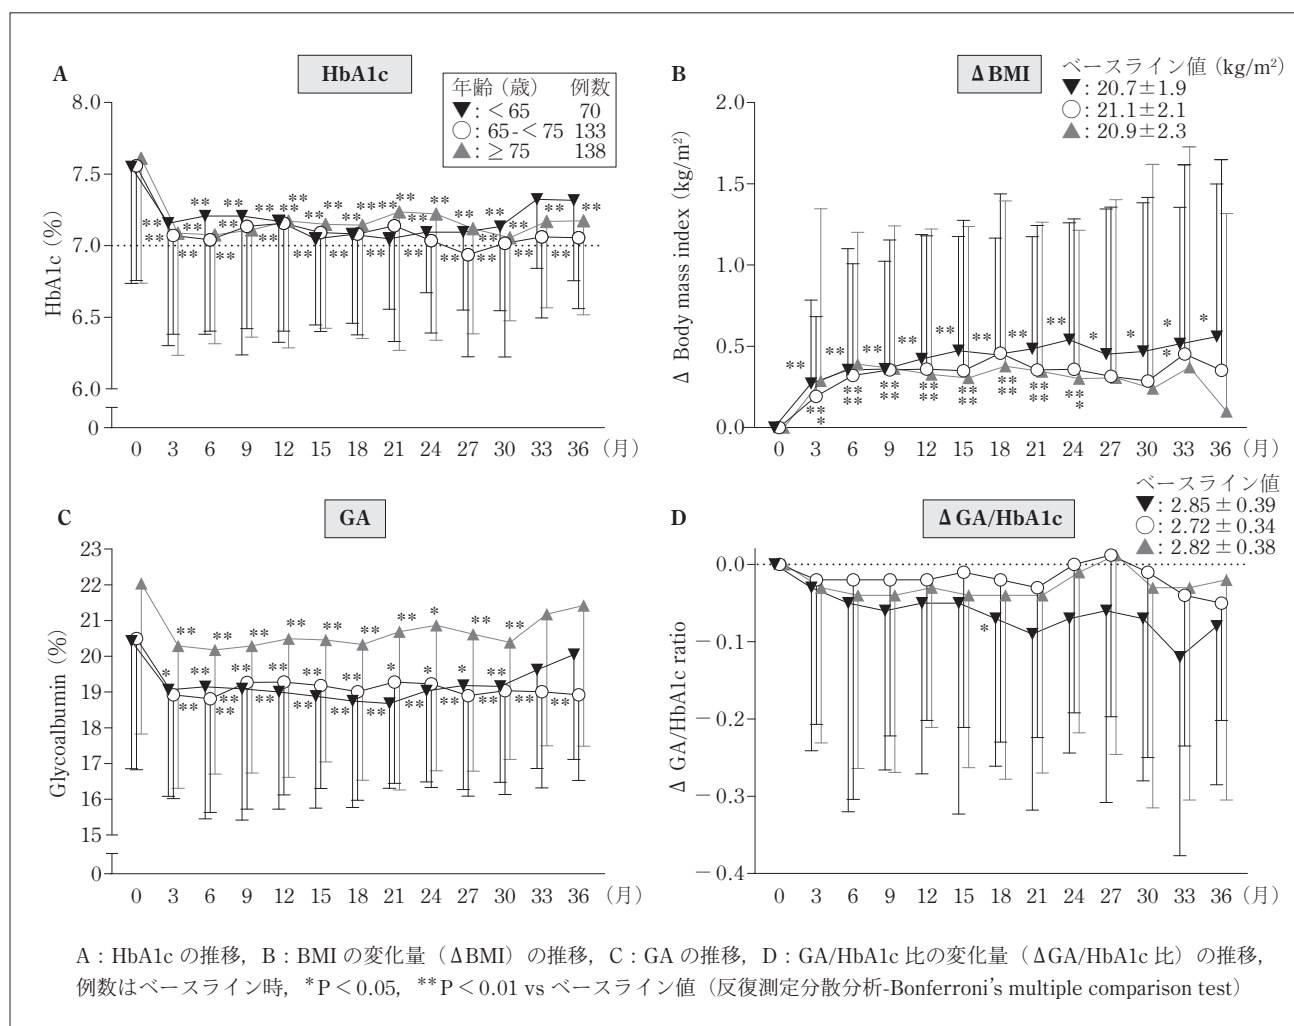 A
HbA1c
年齢（歳） 例数
▼：＜65 70
○：65-＜75 133
▲：≥75 138
HbA1c（%）
8.0
7.5
7.0
6.5
6.0
0
** ** ** ** ** ** ** **** ** ** ** ** **
** ** ** ** ** ** ** ** **
** ** ** ** ** ** ** ** ** ** ** **
0 3 6 9 12 15 18 21 24 27 30 33 36（月）
B
ΔBMI
ベースライン値（kg/m²）
▼：20.7±1.9
○：21.1±2.1
▲：20.9±2.3
Δ Body mass index（kg/m²）
2.0
1.5
1.0
0.5
0.0
** ** ** ** ** ** ** ** * * * *
** ** ** ** ** ** ** **
* ** ** ** ** ** ** * *
0 3 6 9 12 15 18 21 24 27 30 33 36（月）
C
GA
Glycoalbumin（%）
23
22
21
20
19
18
17
16
15
0
** ** ** ** ** ** ** * ** **
* ** ** ** ** ** * * * **
** ** ** ** ** ** ** ** ** ** ** **
0 3 6 9 12 15 18 21 24 27 30 33 36（月）
D
ΔGA/HbA1c
ベースライン値
▼：2.85±0.39
○：2.72±0.34
▲：2.82±0.38
Δ GA/HbA1c ratio
0.0
－0.1
－0.2
－0.3
－0.4
*
0 3 6 9 12 15 18 21 24 27 30 33 36（月）
A：HbA1c の推移，B：BMI の変化量（ΔBMI）の推移，C：GA の推移，D：GA/HbA1c 比の変化量（ΔGA/HbA1c 比）の推移，
例数はベースライン時，*P＜0.05，**P＜0.01 vs ベースライン値（反復測定分散分析-Bonferroni's multiple comparison test）